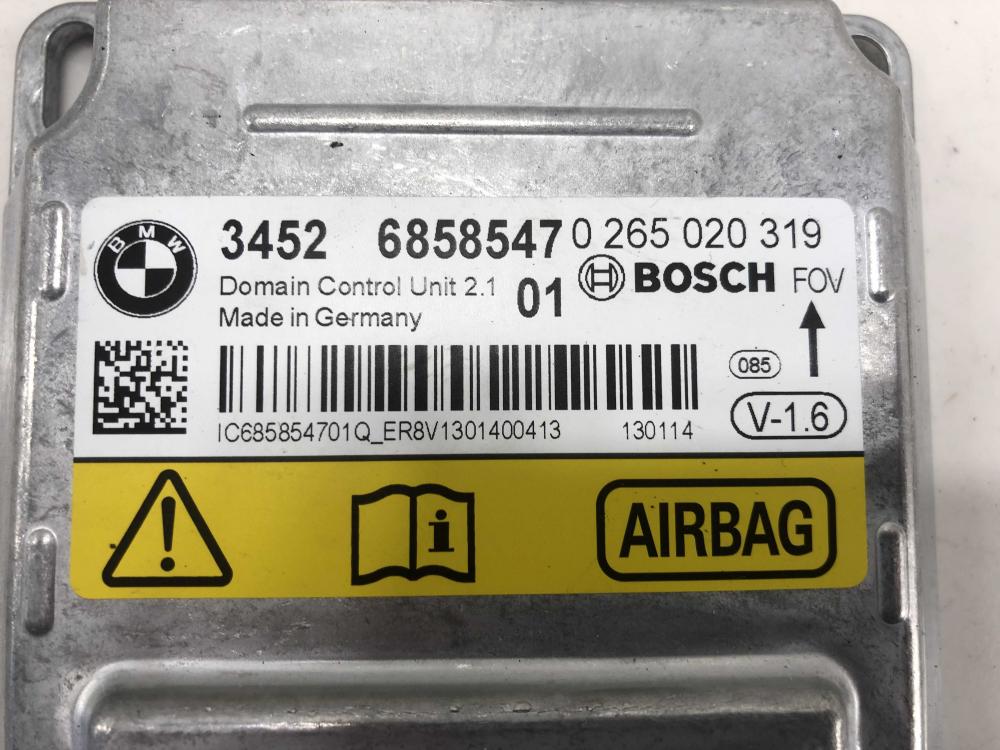 BMW
3452 6858547 0 265 020 319
Domain Control Unit 2.1 01 BOSCH FOV
Made in Germany
085
V-1.6
IC685854701Q_ER8V1301400413 130114
i
AIRBAG